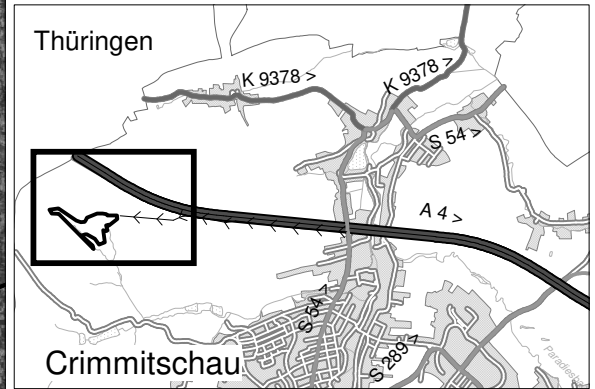 Thüringen
K 9378 >
K 9378 >
S 54 >
A 4 >
S 54 >
S 289 >
Crimmitschau